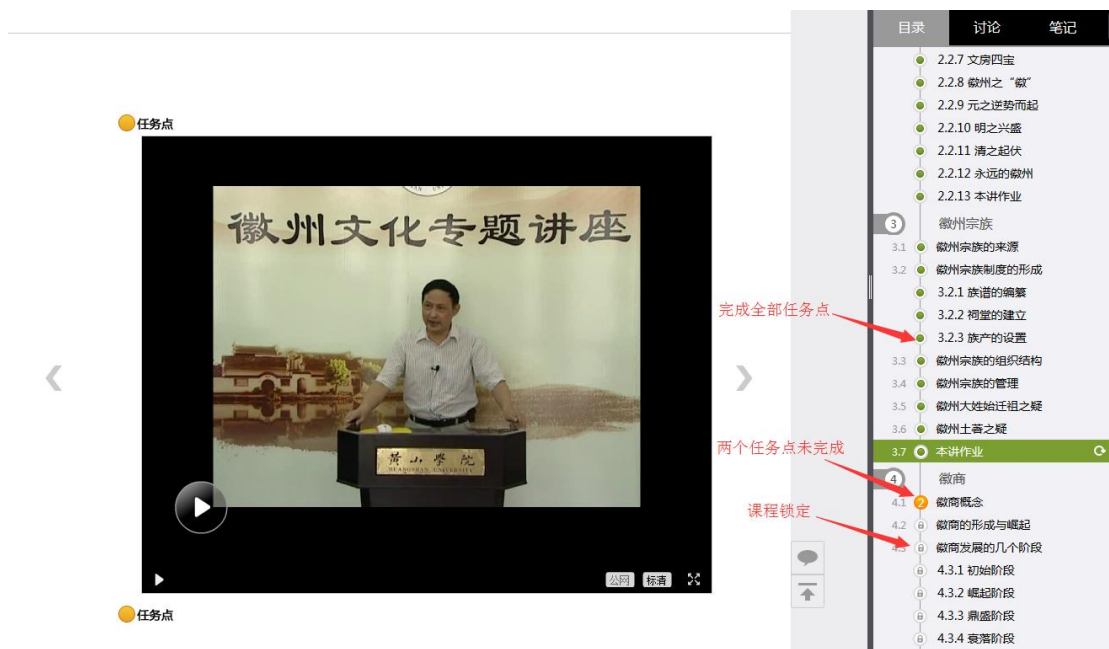 任务点
徽州文化专题讲座
黄山学院
HUANGSHAN UNIVERSITY
公网 标清
任务点
完成全部任务点
两个任务点未完成
课程锁定
目录 讨论 笔记
2.2.7 文房四宝
2.2.8 徽州之“徽”
2.2.9 元之逆势而起
2.2.10 明之兴盛
2.2.11 清之起伏
2.2.12 永远的徽州
2.2.13 本讲作业
3 徽州宗族
3.1 徽州宗族的来源
3.2 徽州宗族制度的形成
3.2.1 族谱的编纂
3.2.2 祠堂的建立
3.2.3 族产的设置
3.3 徽州宗族的组织结构
3.4 徽州宗族的管理
3.5 徽州大姓始迁祖之疑
3.6 徽州土著之疑
3.7 本讲作业
4 徽商
4.1 2 徽商概念
4.2 徽商的形成与崛起
4.3 徽商发展的几个阶段
4.3.1 初始阶段
4.3.2 崛起阶段
4.3.3 鼎盛阶段
4.3.4 衰落阶段